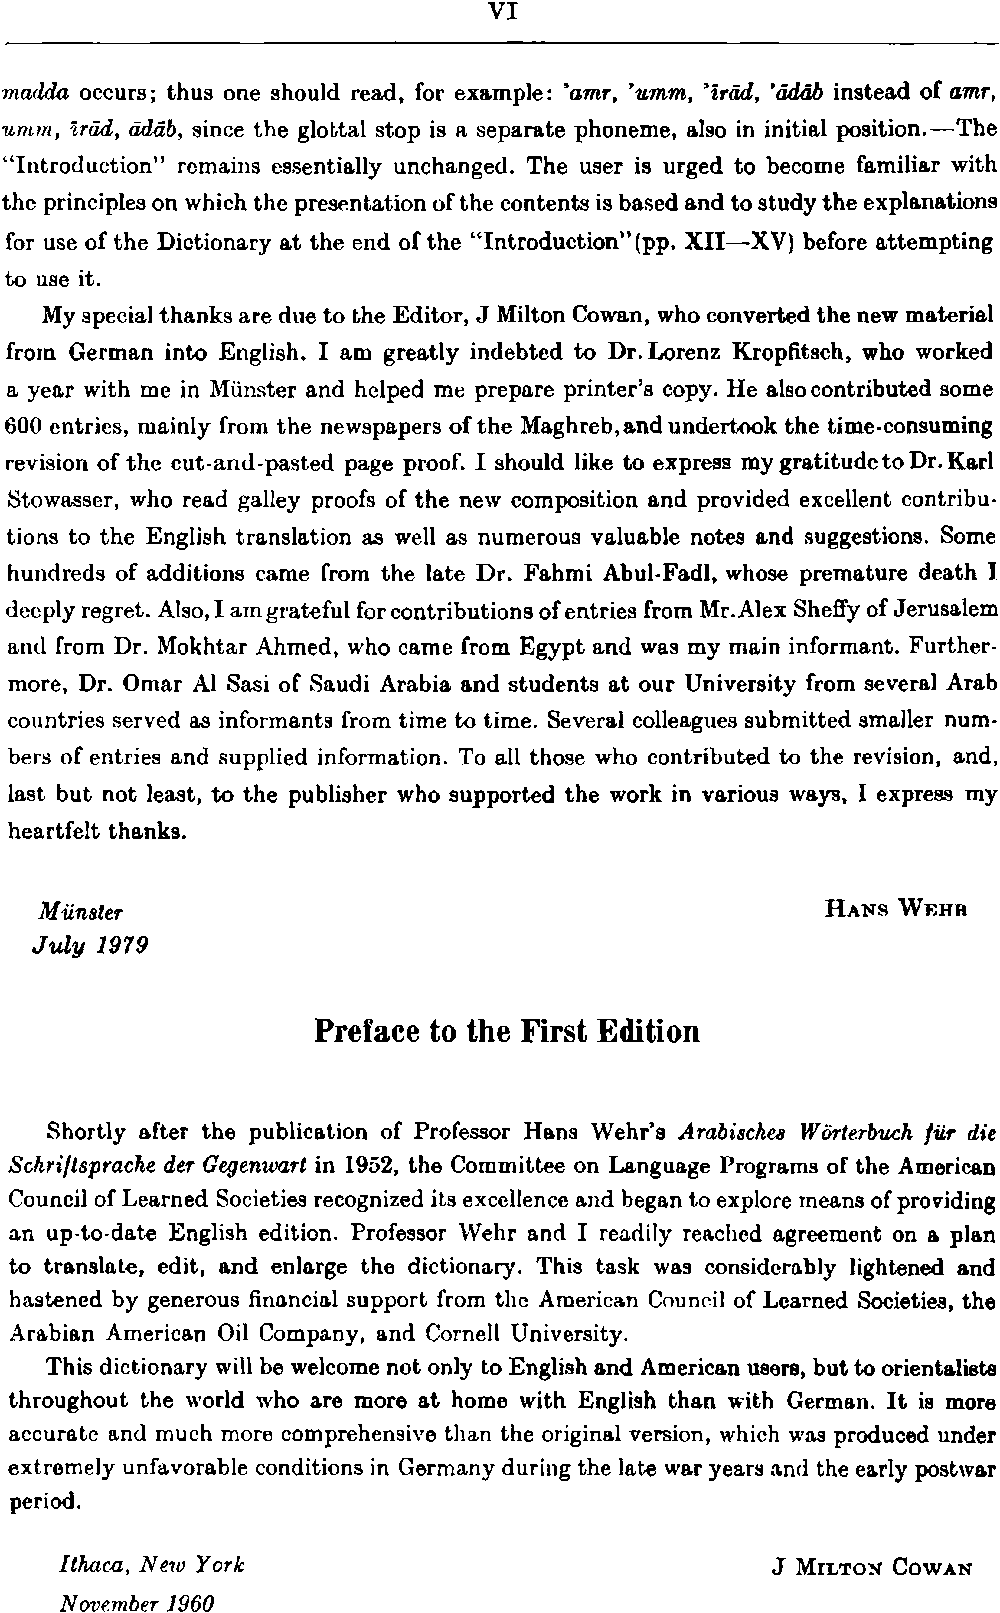 VI
madda occurs; thus one should read, for example: ʾamr, ʾumm, ʾīrād, ʾādāb instead of amr,
umm, īrād, ādāb, since the glottal stop is a separate phoneme, also in initial position.—The
“Introduction” remains essentially unchanged. The user is urged to become familiar with
the principles on which the presentation of the contents is based and to study the explanations
for use of the Dictionary at the end of the “Introduction” (pp. XII—XV) before attempting
to use it.
My special thanks are due to the Editor, J Milton Cowan, who converted the new material
from German into English. I am greatly indebted to Dr. Lorenz Kropfitsch, who worked
a year with me in Münster and helped me prepare printer’s copy. He also contributed some
600 entries, mainly from the newspapers of the Maghreb, and undertook the time-consuming
revision of the cut-and-pasted page proof. I should like to express my gratitude to Dr. Karl
Stowasser, who read galley proofs of the new composition and provided excellent contribu-
tions to the English translation as well as numerous valuable notes and suggestions. Some
hundreds of additions came from the late Dr. Fahmi Abul-Fadl, whose premature death I
deeply regret. Also, I am grateful for contributions of entries from Mr. Alex Sheffy of Jerusalem
and from Dr. Mokhtar Ahmed, who came from Egypt and was my main informant. Further-
more, Dr. Omar Al Sasi of Saudi Arabia and students at our University from several Arab
countries served as informants from time to time. Several colleagues submitted smaller num-
bers of entries and supplied information. To all those who contributed to the revision, and,
last but not least, to the publisher who supported the work in various ways, I express my
heartfelt thanks.
Münster HANS WEHR
July 1979
Preface to the First Edition
Shortly after the publication of Professor Hans Wehr’s Arabisches Wörterbuch für die
Schriftsprache der Gegenwart in 1952, the Committee on Language Programs of the American
Council of Learned Societies recognized its excellence and began to explore means of providing
an up-to-date English edition. Professor Wehr and I readily reached agreement on a plan
to translate, edit, and enlarge the dictionary. This task was considerably lightened and
hastened by generous financial support from the American Council of Learned Societies, the
Arabian American Oil Company, and Cornell University.
This dictionary will be welcome not only to English and American users, but to orientalists
throughout the world who are more at home with English than with German. It is more
accurate and much more comprehensive than the original version, which was produced under
extremely unfavorable conditions in Germany during the late war years and the early postwar
period.
Ithaca, New York J MILTON COWAN
November 1960